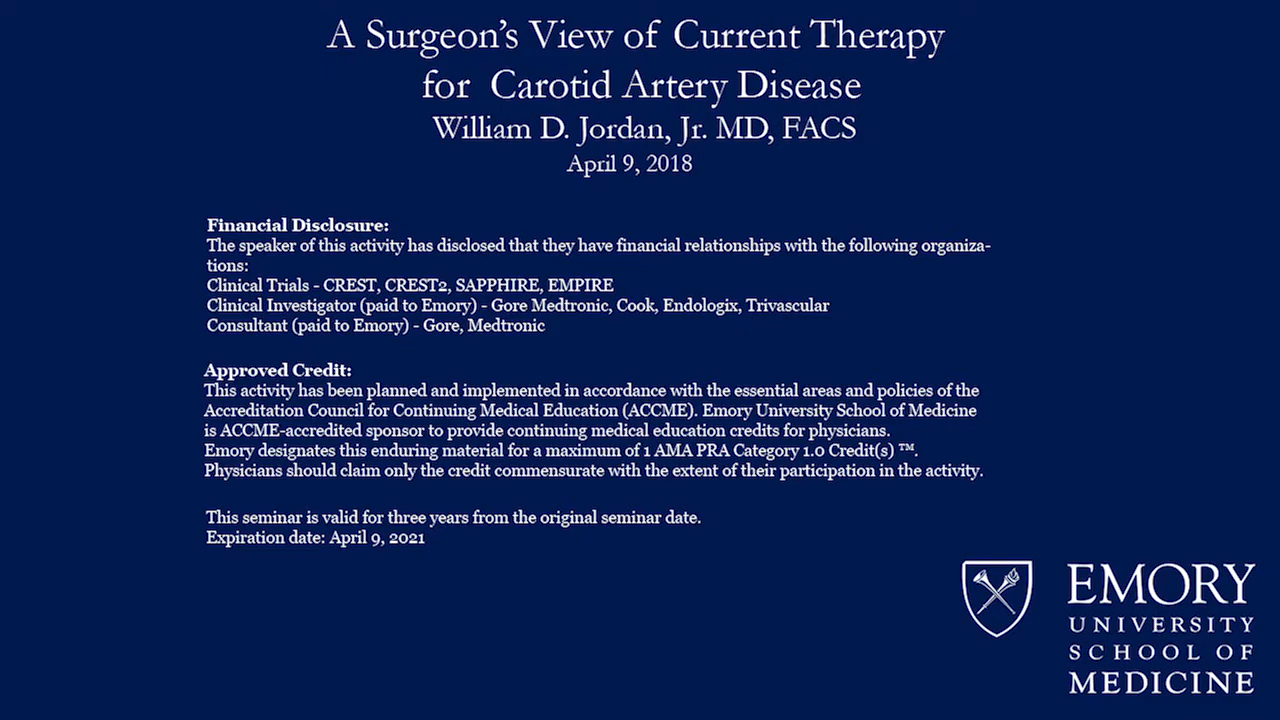 A Surgeon's View of Current Therapy
for Carotid Artery Disease
William D. Jordan, Jr. MD, FACS
April 9, 2018
Financial Disclosure:
The speaker of this activity has disclosed that they have financial relationships with the following organiza-
tions:
Clinical Trials - CREST, CREST2, SAPPHIRE, EMPIRE
Clinical Investigator (paid to Emory) - Gore Medtronic, Cook, Endologix, Trivascular
Consultant (paid to Emory) - Gore, Medtronic
Approved Credit:
This activity has been planned and implemented in accordance with the essential areas and policies of the
Accreditation Council for Continuing Medical Education (ACCME). Emory University School of Medicine
is ACCME-accredited sponsor to provide continuing medical education credits for physicians.
Emory designates this enduring material for a maximum of 1 AMA PRA Category 1.0 Credit(s) ™.
Physicians should claim only the credit commensurate with the extent of their participation in the activity.
This seminar is valid for three years from the original seminar date.
Expiration date: April 9, 2021
EMORY
UNIVERSITY
SCHOOL OF
MEDICINE